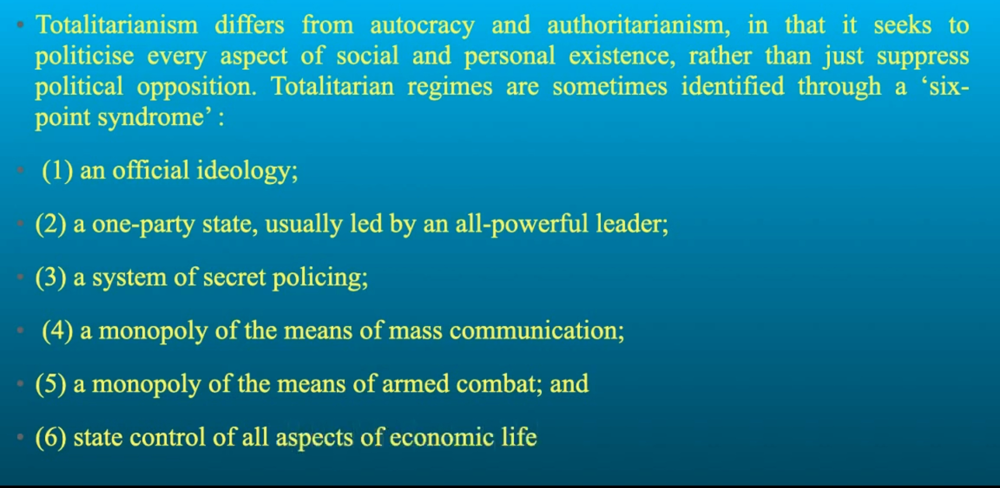 • Totalitarianism differs from autocracy and authoritarianism, in that it seeks to
politicise every aspect of social and personal existence, rather than just suppress
political opposition. Totalitarian regimes are sometimes identified through a ‘six-
point syndrome’ :
• (1) an official ideology;
• (2) a one-party state, usually led by an all-powerful leader;
• (3) a system of secret policing;
• (4) a monopoly of the means of mass communication;
• (5) a monopoly of the means of armed combat; and
• (6) state control of all aspects of economic life